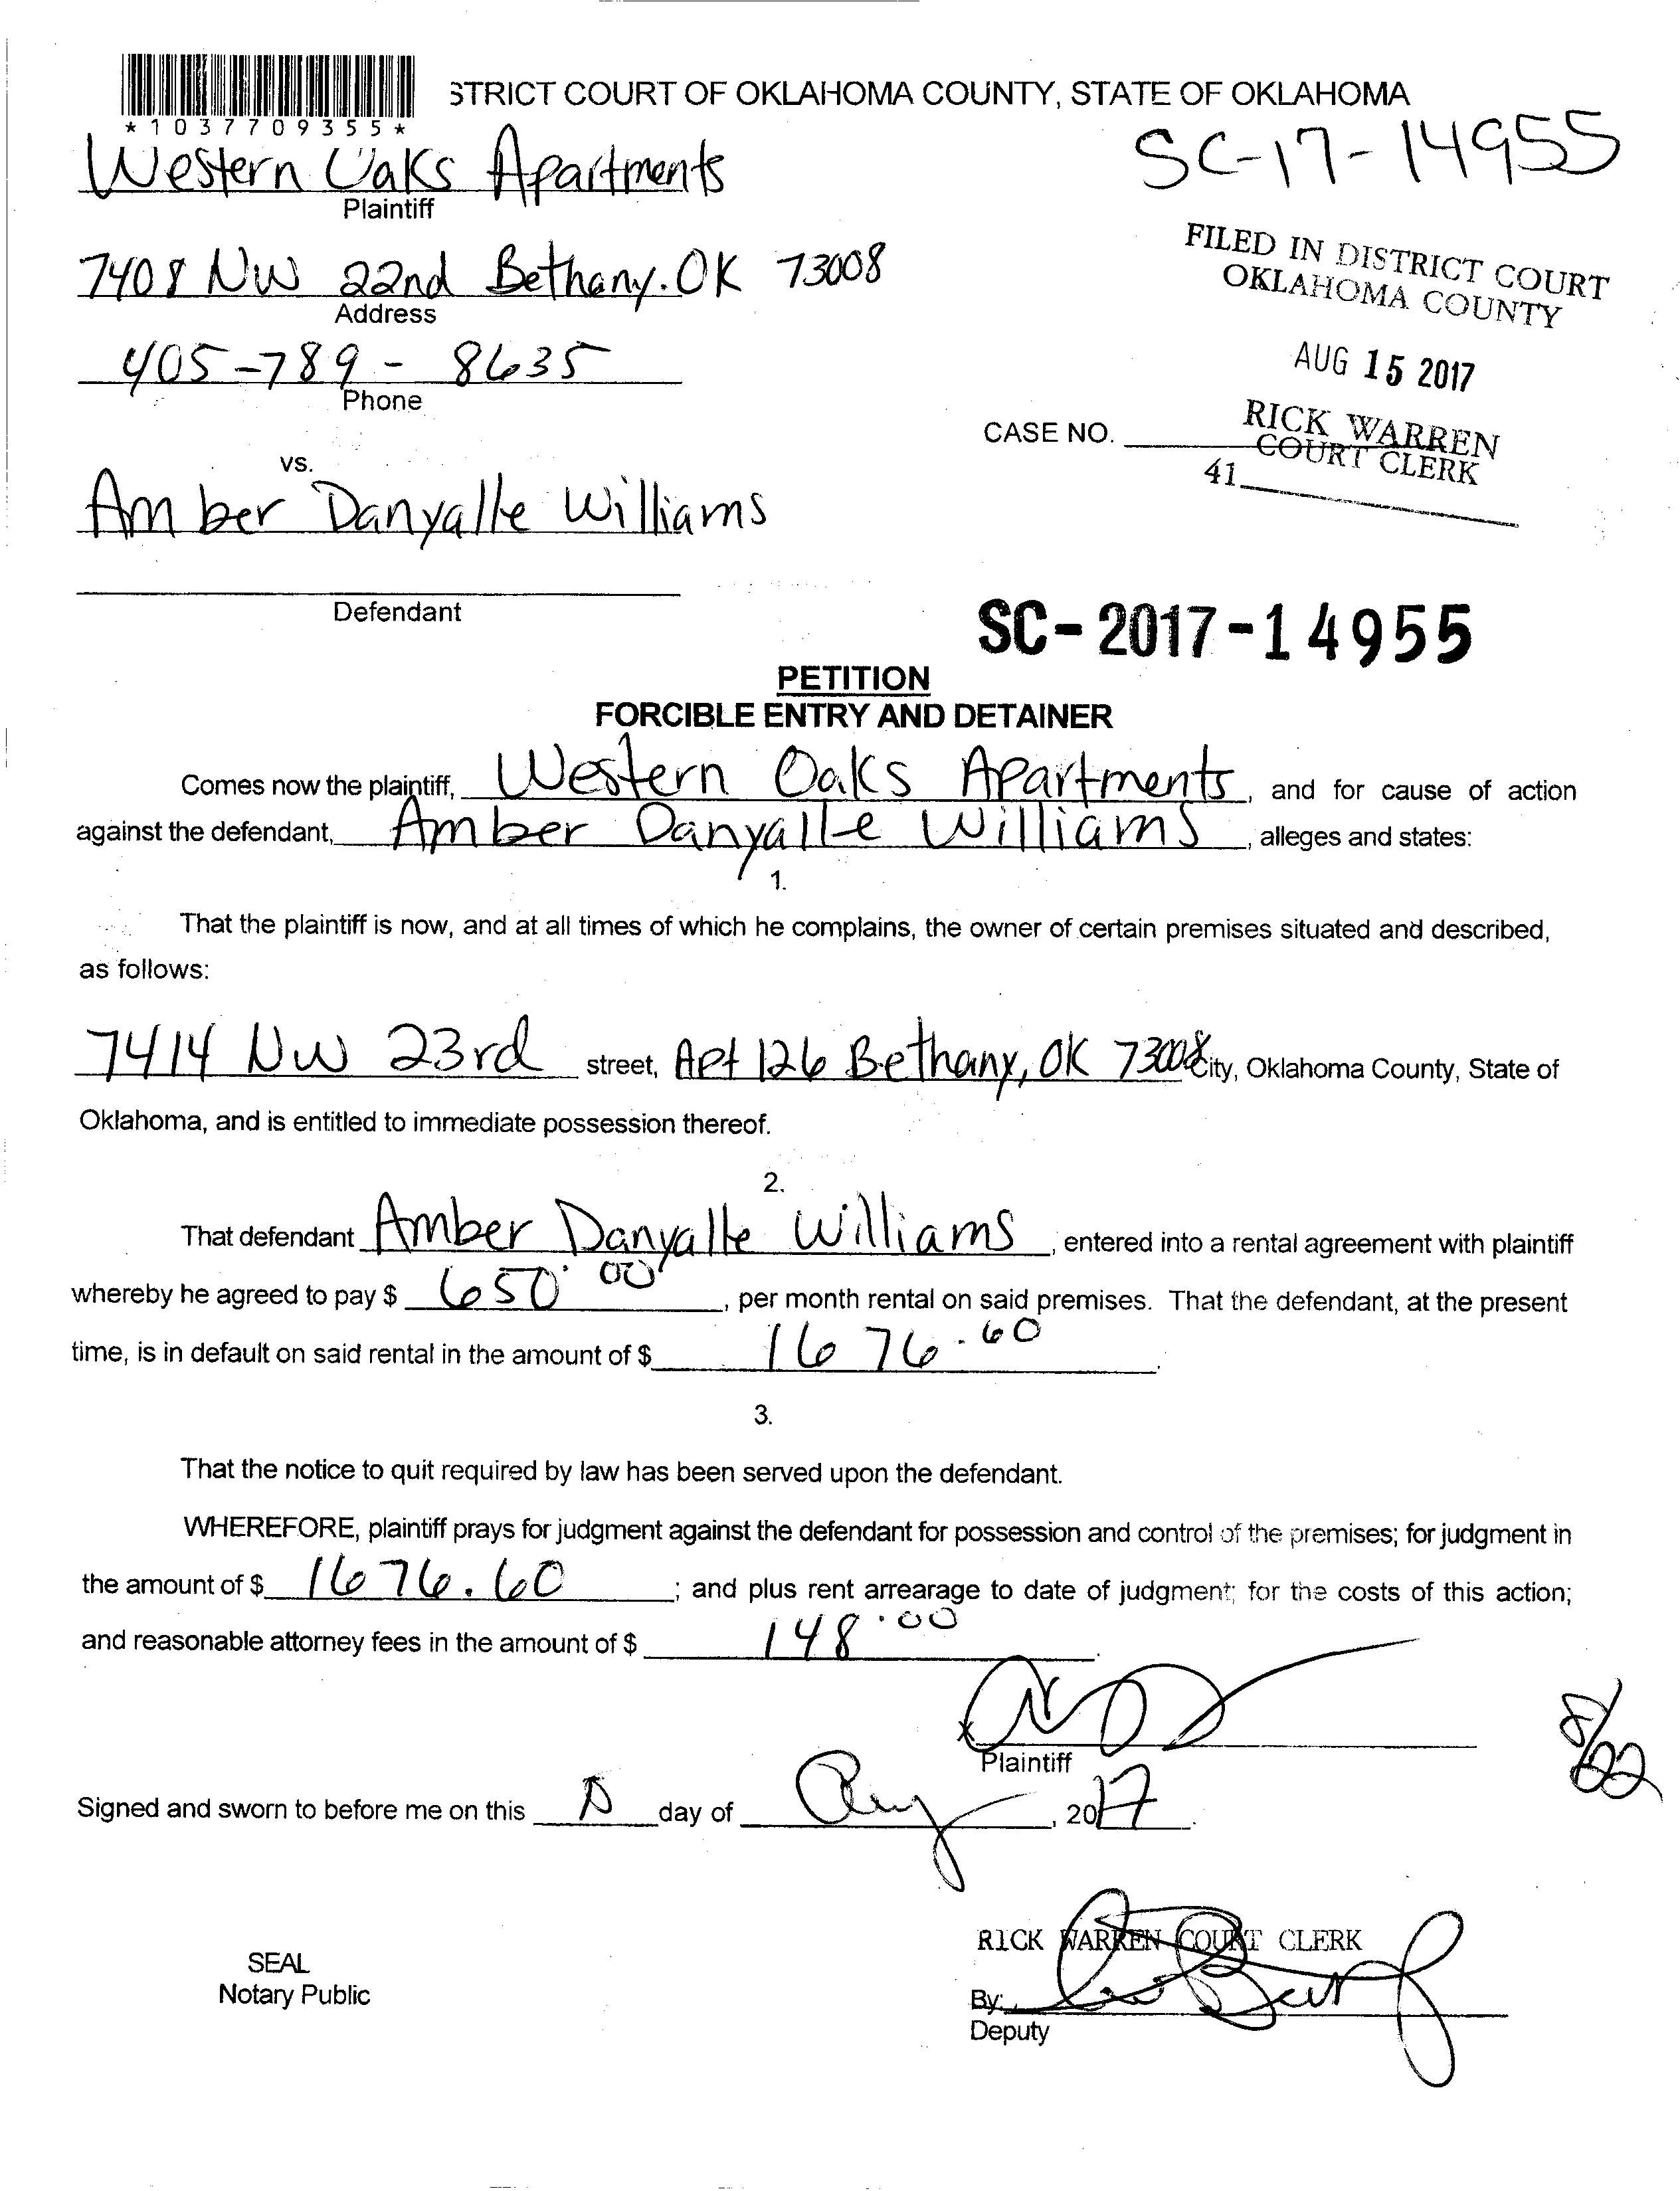 STRICT COURT OF OKLAHOMA COUNTY, STATE OF OKLAHOMA
*1037709355*
SC-17-14955
Western Oaks Apartments
Plaintiff
7408 NW 22nd Bethany. OK 73008
Address
405-789-8635
Phone
FILED IN DISTRICT COURT
OKLAHOMA COUNTY
AUG 15 2017
RICK WARREN
COURT CLERK
41
CASE NO.
vs.
Amber Danyalle Williams
Defendant
SC-2017-14955
PETITION
FORCIBLE ENTRY AND DETAINER
Comes now the plaintiff, Western Oaks Apartments, and for cause of action
against the defendant, Amber Danyalle Williams, alleges and states:
1.
That the plaintiff is now, and at all times of which he complains, the owner of certain premises situated and described,
as follows:
7414 NW 23rd street, Apt 126 Bethany, OK 73008 City, Oklahoma County, State of
Oklahoma, and is entitled to immediate possession thereof.
2.
That defendant Amber Danyalle Williams, entered into a rental agreement with plaintiff
whereby he agreed to pay $ 650.00, per month rental on said premises. That the defendant, at the present
time, is in default on said rental in the amount of $ 1676.60.
3.
That the notice to quit required by law has been served upon the defendant.
WHEREFORE, plaintiff prays for judgment against the defendant for possession and control of the premises; for judgment in
the amount of $ 1676.60; and plus rent arrearage to date of judgment; for the costs of this action;
and reasonable attorney fees in the amount of $ 148.00.
x
Plaintiff
8/22
Signed and sworn to before me on this day of Aug, 2017.
RICK WARREN COURT CLERK
SEAL
Notary Public
By:
Deputy